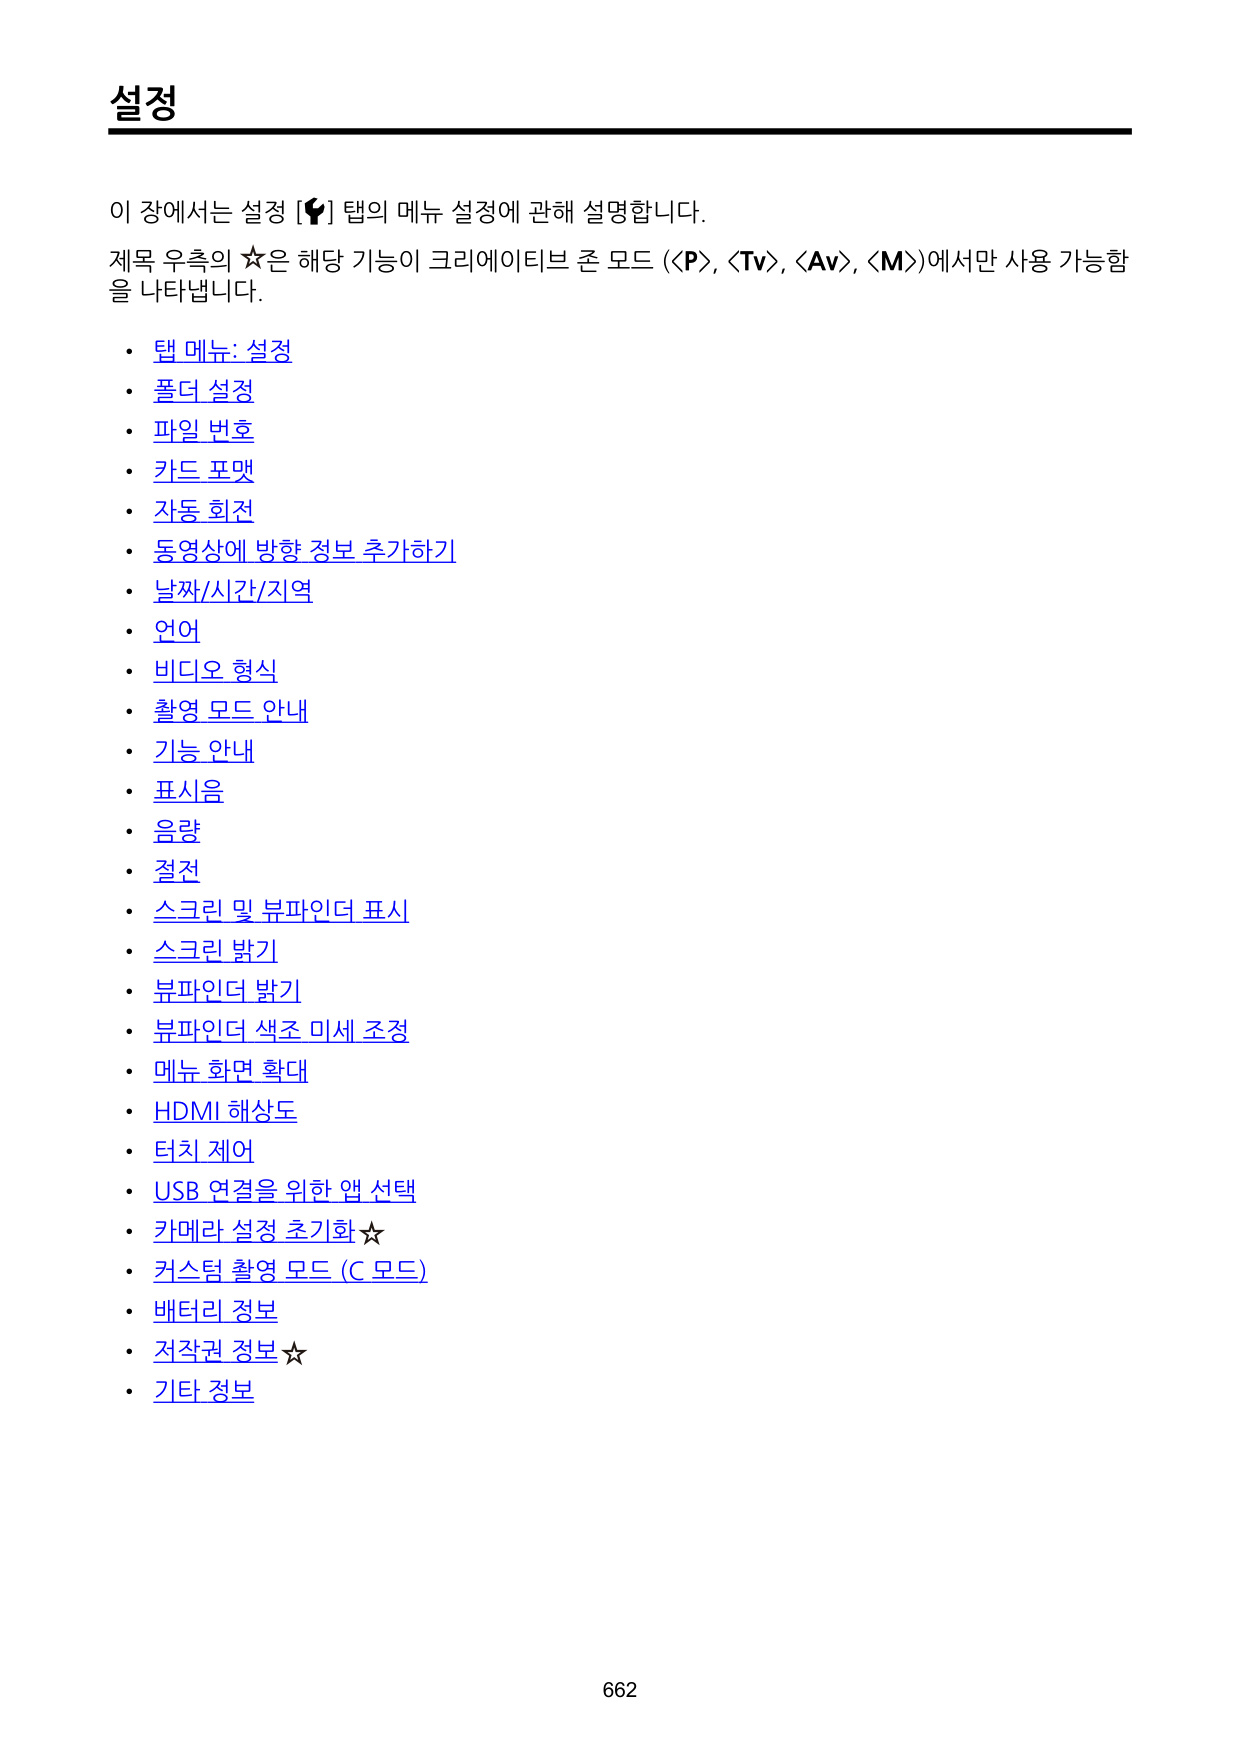 설정
이 장에서는 설정 [🔧] 탭의 메뉴 설정에 관해 설명합니다.
제목 우측의 ☆은 해당 기능이 크리에이티브 존 모드 (<P>, <Tv>, <Av>, <M>)에서만 사용 가능함
을 나타냅니다.
• 탭 메뉴: 설정
• 폴더 설정
• 파일 번호
• 카드 포맷
• 자동 회전
• 동영상에 방향 정보 추가하기
• 날짜/시간/지역
• 언어
• 비디오 형식
• 촬영 모드 안내
• 기능 안내
• 표시음
• 음량
• 절전
• 스크린 및 뷰파인더 표시
• 스크린 밝기
• 뷰파인더 밝기
• 뷰파인더 색조 미세 조정
• 메뉴 화면 확대
• HDMI 해상도
• 터치 제어
• USB 연결을 위한 앱 선택
• 카메라 설정 초기화☆
• 커스텀 촬영 모드 (C 모드)
• 배터리 정보
• 저작권 정보☆
• 기타 정보
662